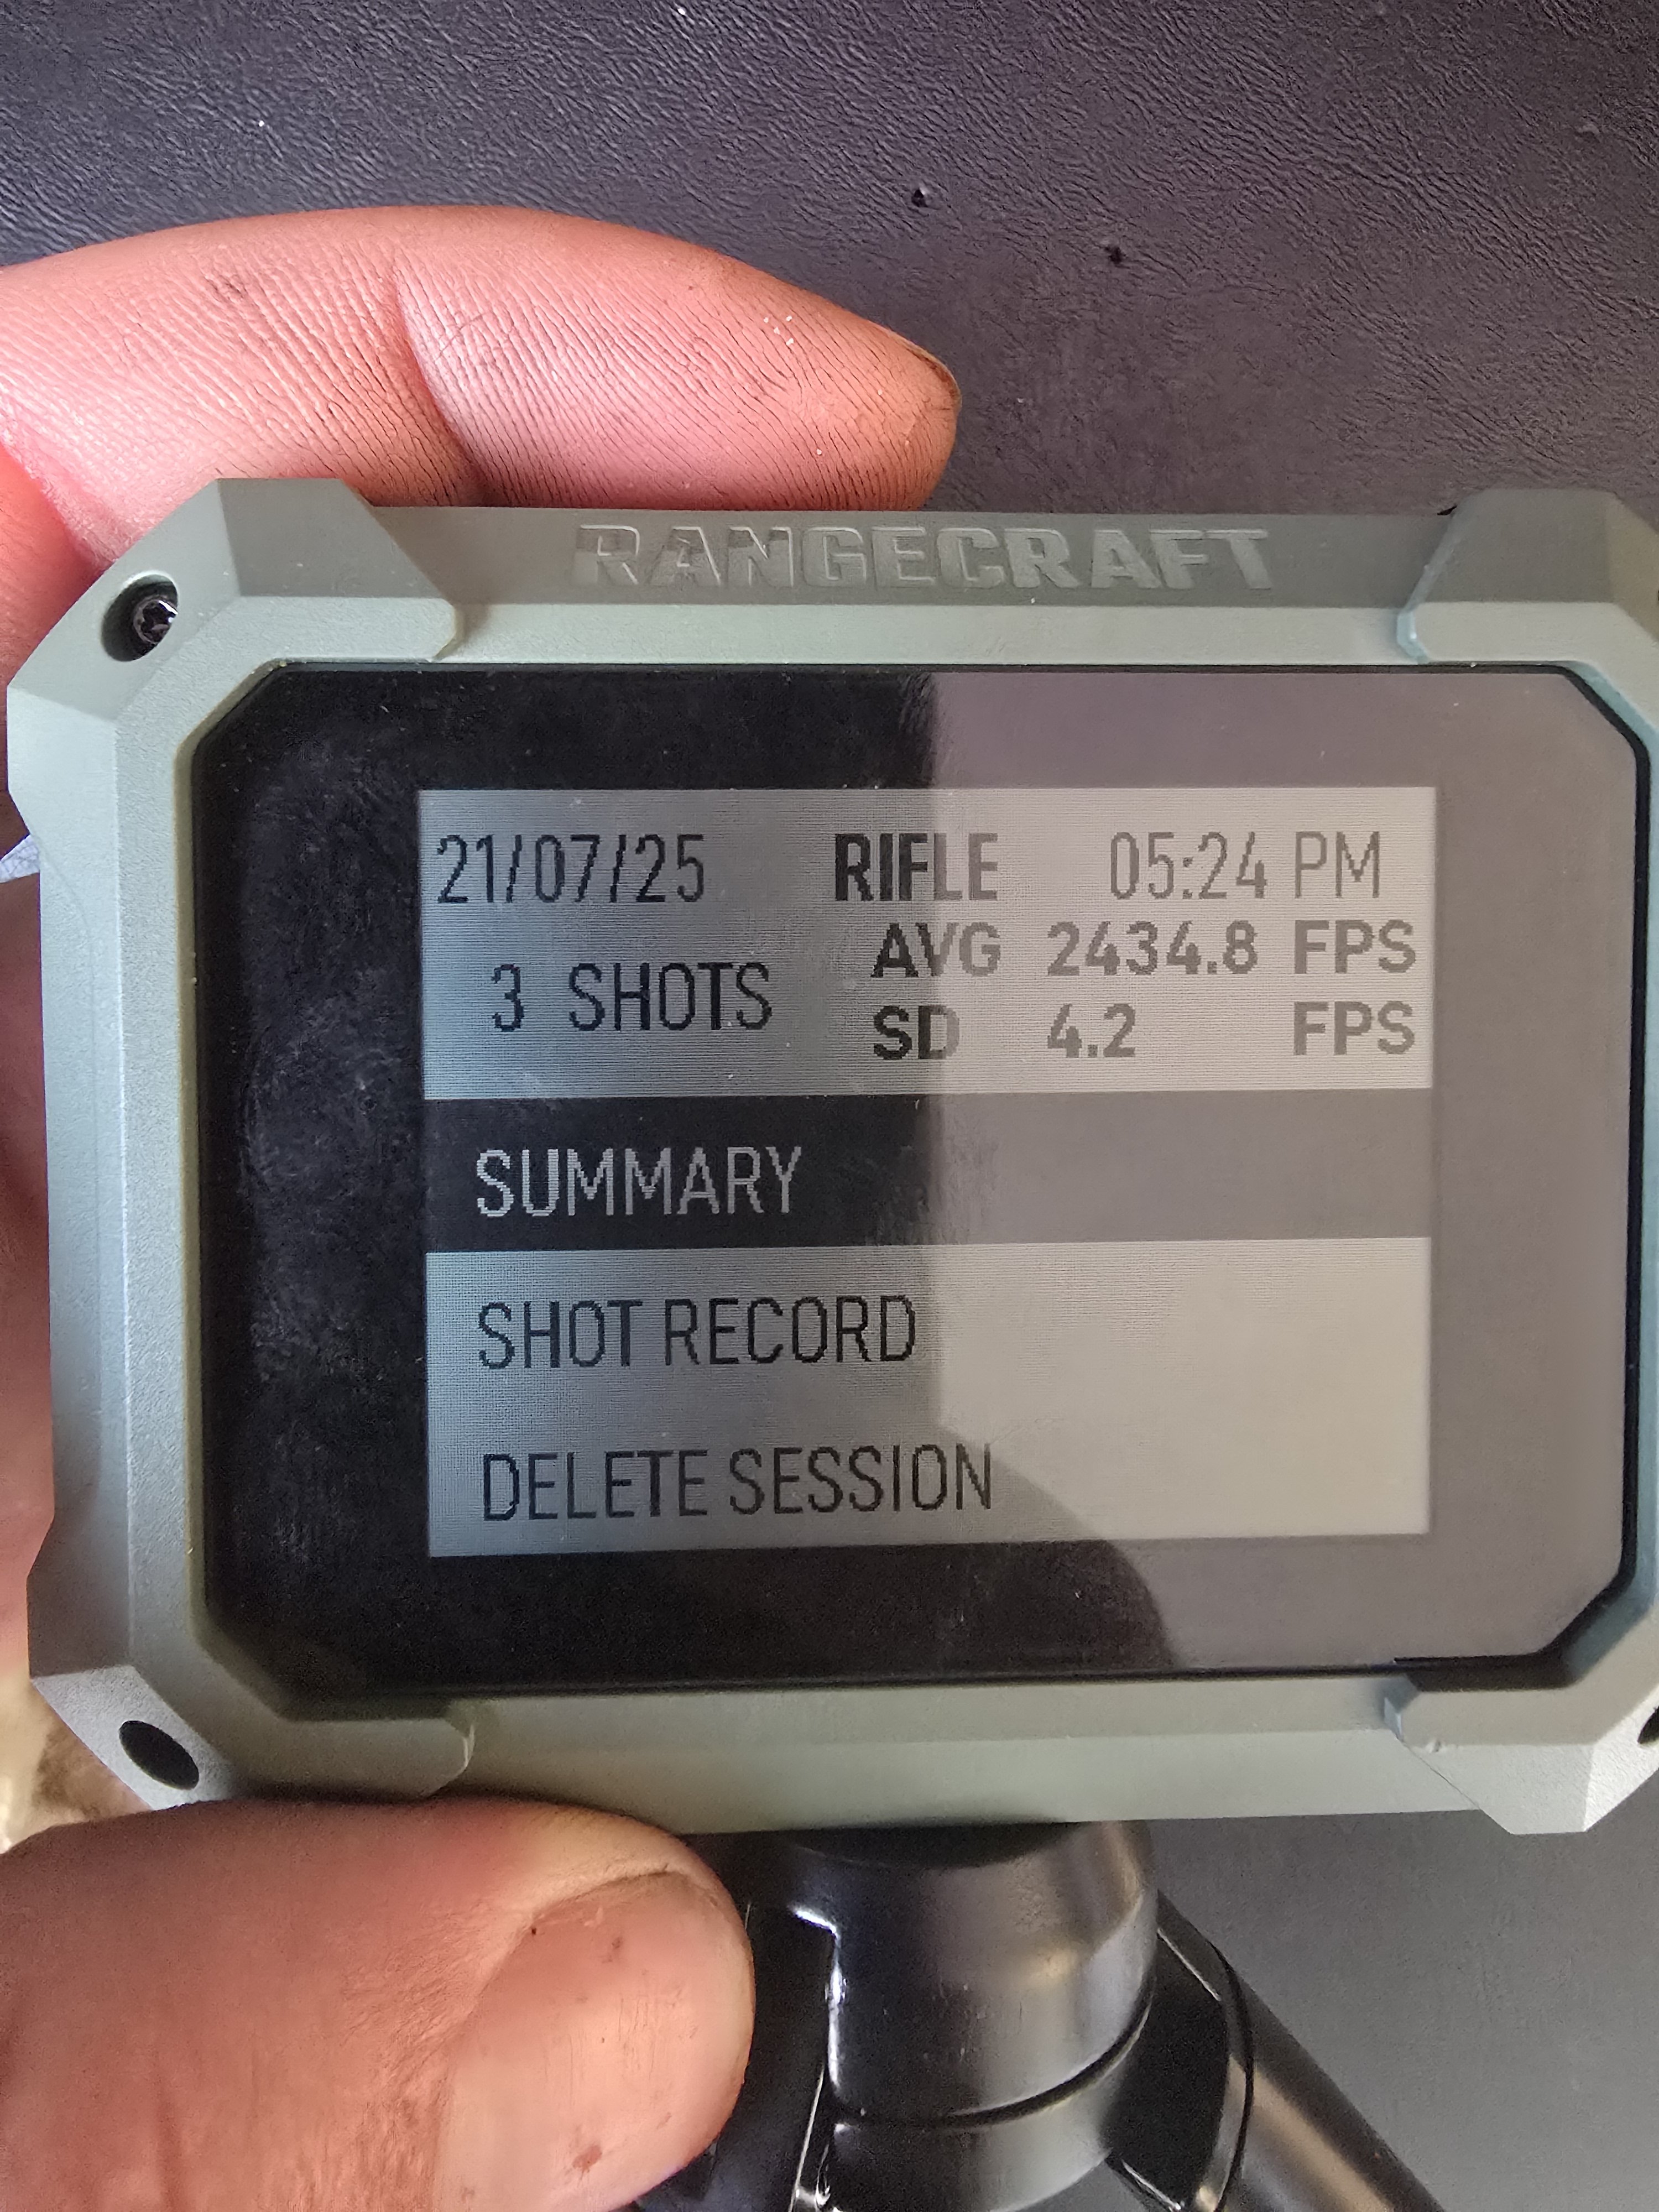 RANGECRAFT
21/07/25 RIFLE 05:24 PM
3 SHOTS
AVG 2434.8 FPS
SD 4.2 FPS
SUMMARY
SHOT RECORD
DELETE SESSION